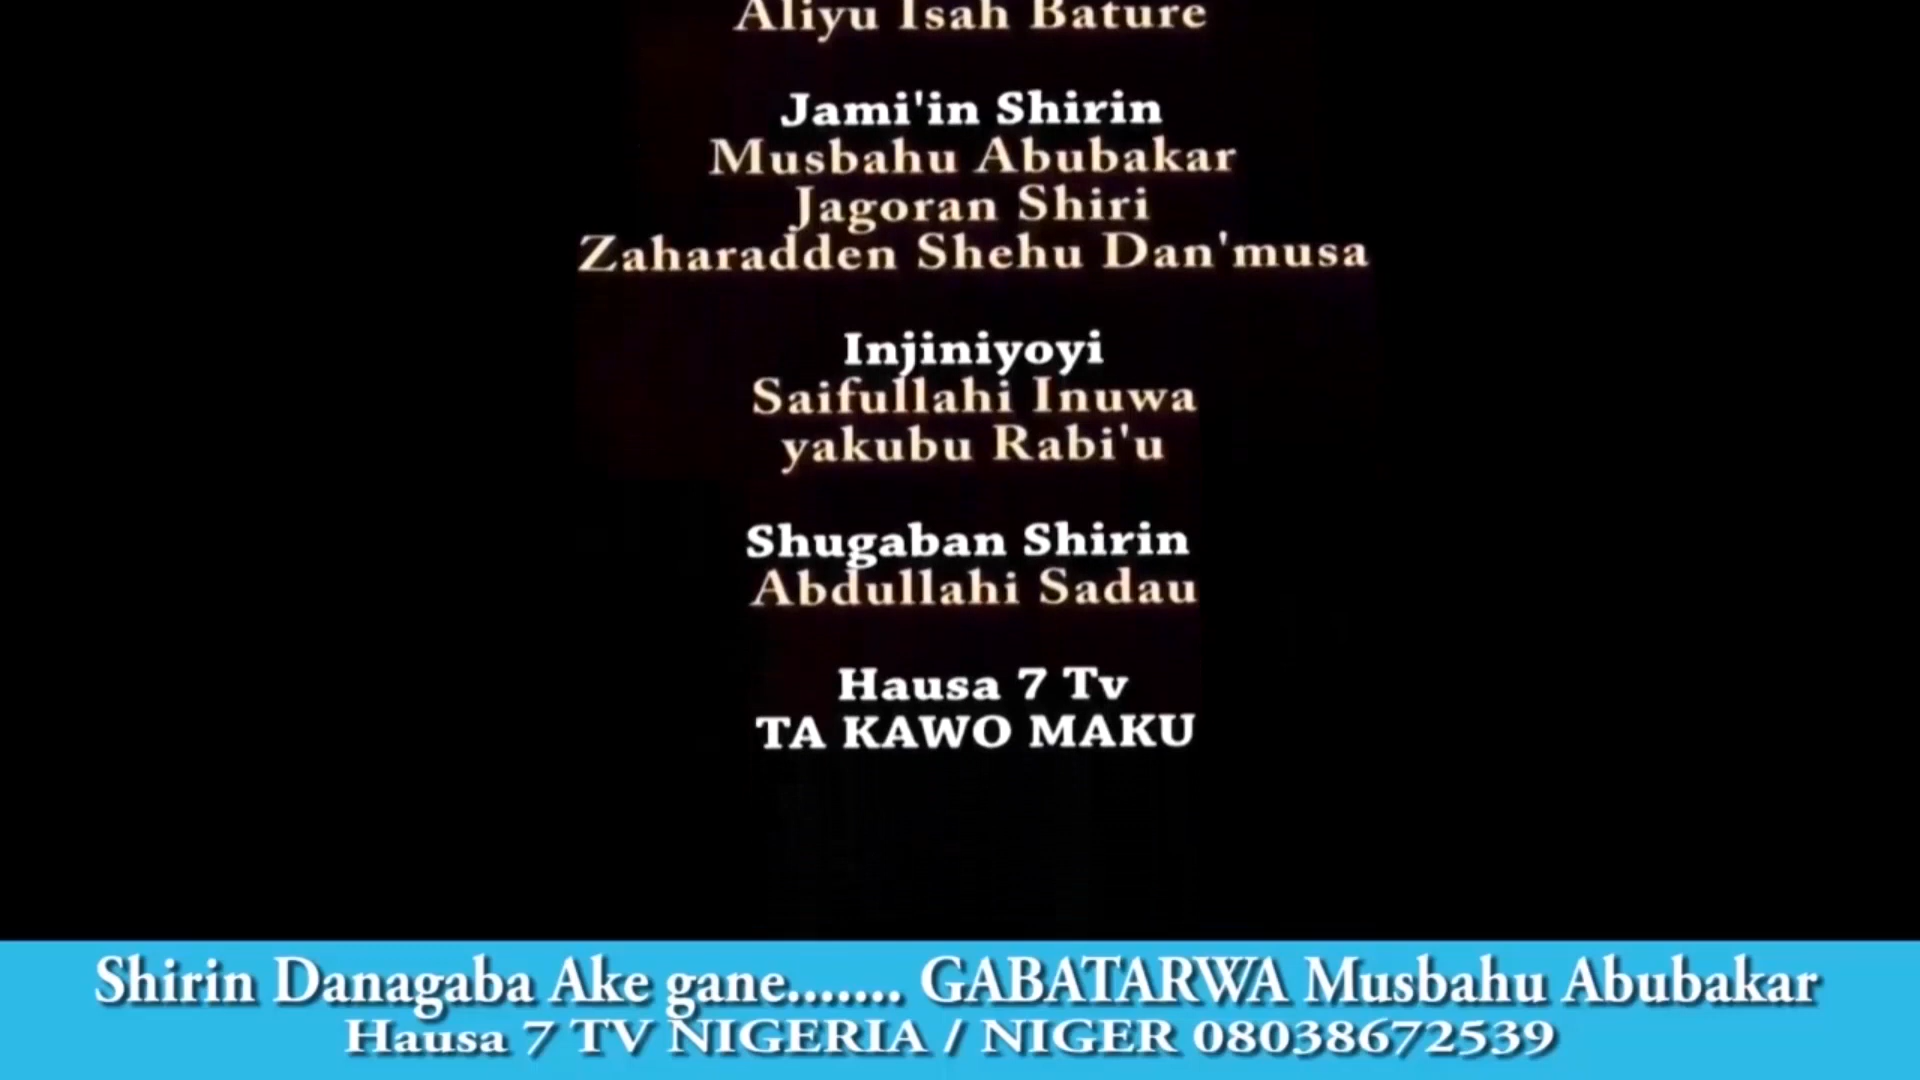 Aliyu Isah Bature
Jami'in Shirin
Musbahu Abubakar
Jagoran Shiri
Zaharadden Shehu Dan'musa
Injiniyoyi
Saifullahi Inuwa
yakubu Rabi'u
Shugaban Shirin
Abdullahi Sadau
Hausa 7 Tv
TA KAWO MAKU
Shirin Danagaba Ake gane....... GABATARWA Musbahu Abubakar
Hausa 7 TV NIGERIA / NIGER 08038672539